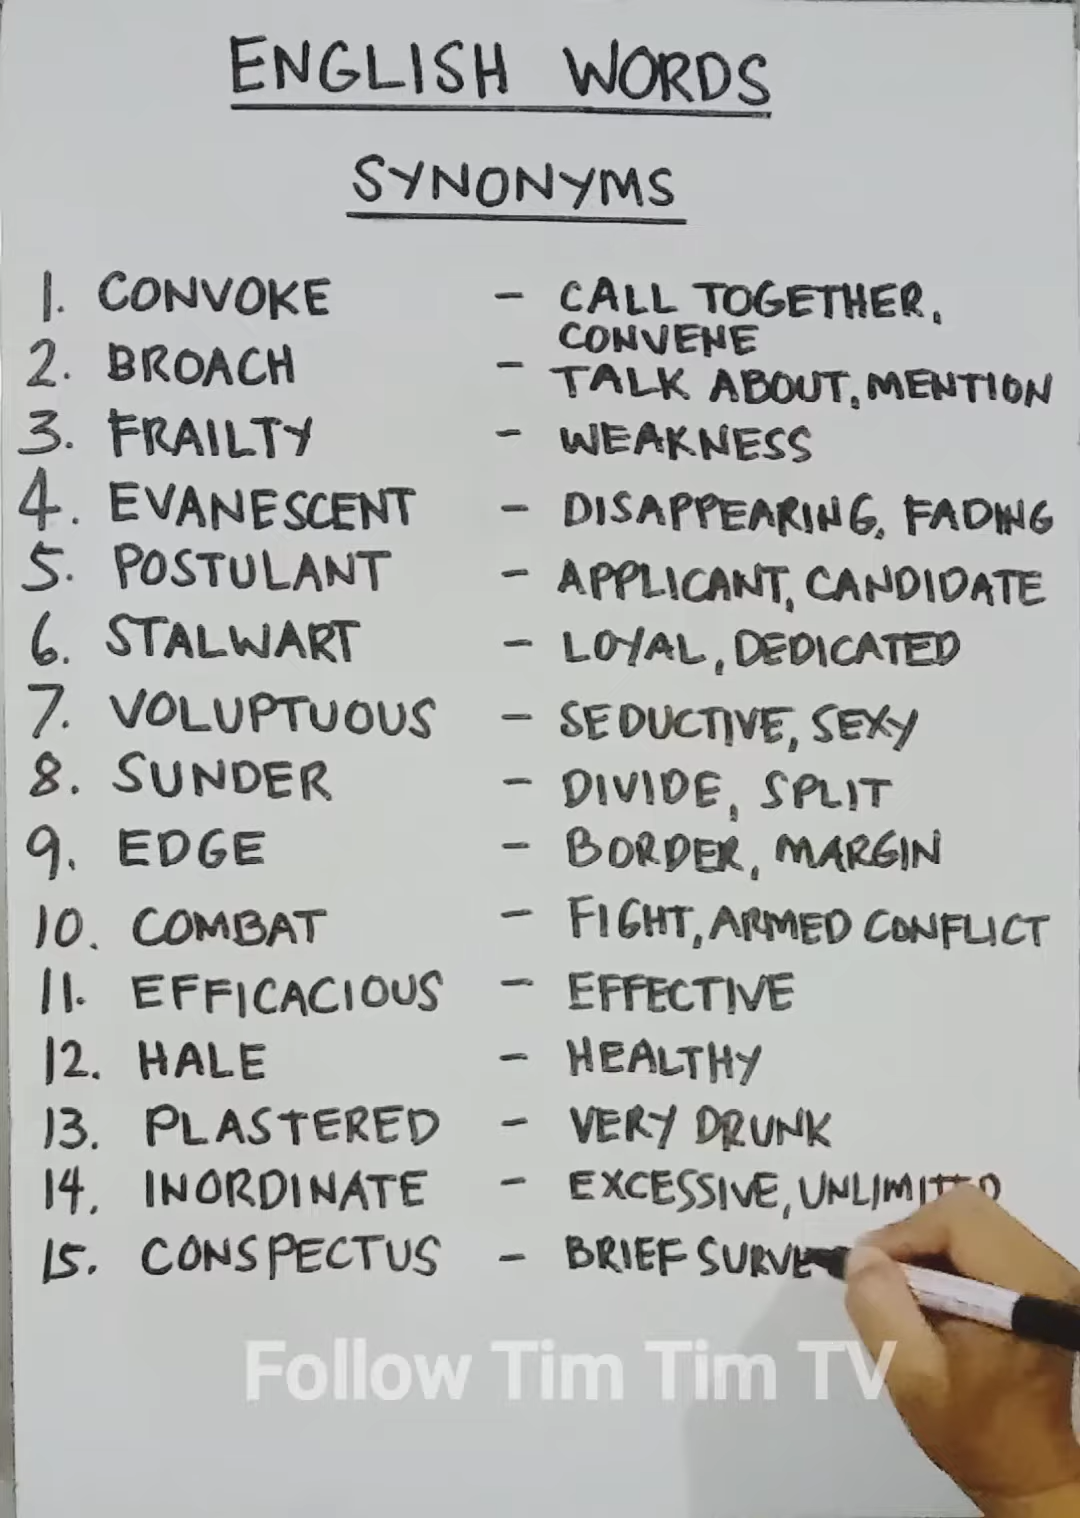 ENGLISH WORDS
SYNONYMS
1. CONVOKE - CALL TOGETHER,
CONVENE
2. BROACH - TALK ABOUT, MENTION
3. FRAILTY - WEAKNESS
4. EVANESCENT - DISAPPEARING, FADING
5. POSTULANT - APPLICANT, CANDIDATE
6. STALWART - LOYAL, DEDICATED
7. VOLUPTUOUS - SEDUCTIVE, SEXY
8. SUNDER - DIVIDE, SPLIT
9. EDGE - BORDER, MARGIN
10. COMBAT - FIGHT, ARMED CONFLICT
11. EFFICACIOUS - EFFECTIVE
12. HALE - HEALTHY
13. PLASTERED - VERY DRUNK
14. INORDINATE - EXCESSIVE, UNLIMITED
15. CONSPECTUS - BRIEF SURVE
Follow Tim Tim TV